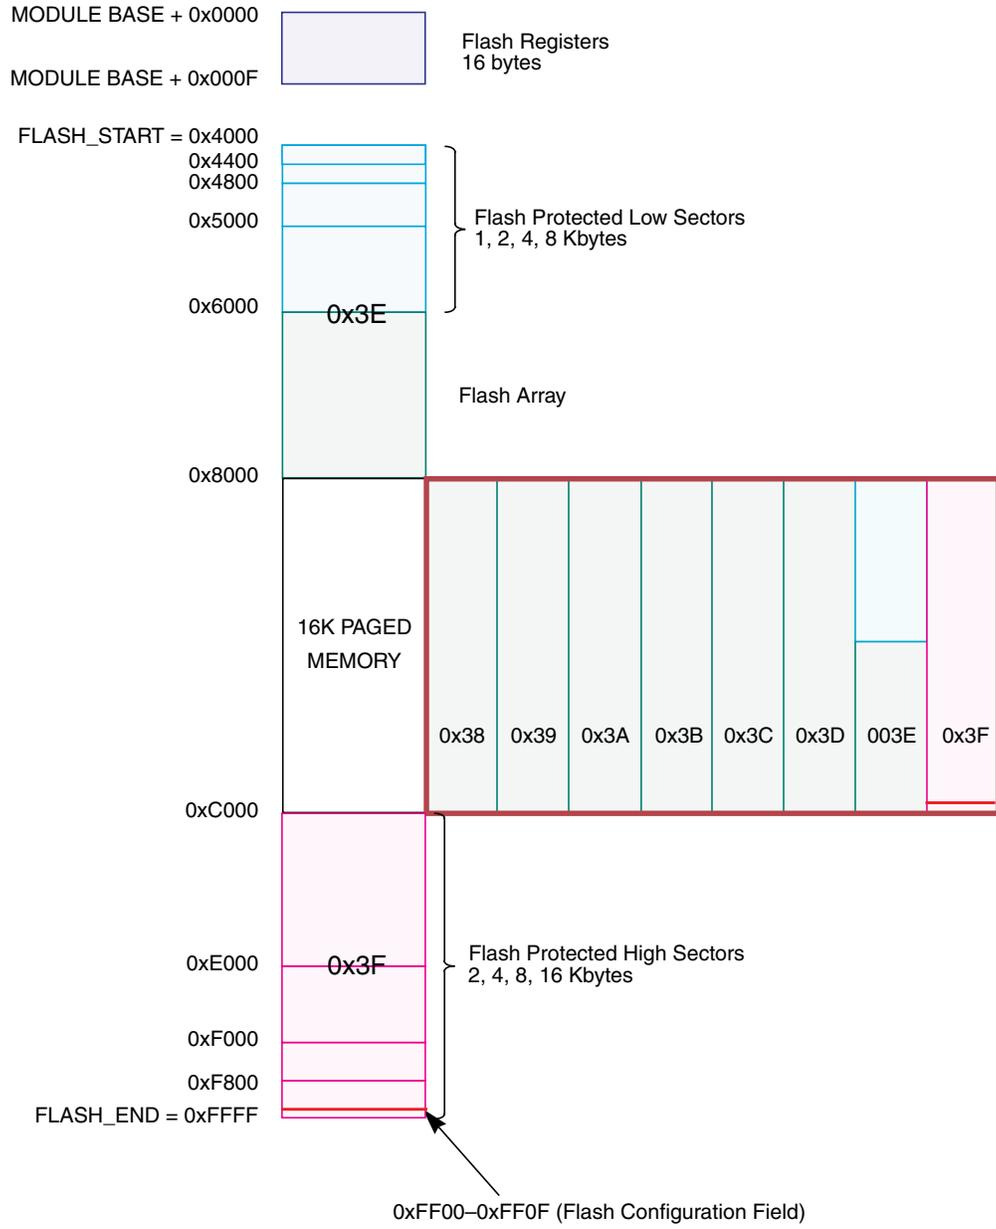 MODULE BASE + 0x0000
Flash Registers
16 bytes
MODULE BASE + 0x000F
FLASH_START = 0x4000
0x4400
0x4800
0x5000
Flash Protected Low Sectors
1, 2, 4, 8 Kbytes
0x6000
0x3E
Flash Array
0x8000
16K PAGED
MEMORY
0x38 0x39 0x3A 0x3B 0x3C 0x3D 003E 0x3F
0xC000
0xE000
0x3F
Flash Protected High Sectors
2, 4, 8, 16 Kbytes
0xF000
0xF800
FLASH_END = 0xFFFF
0xFF00–0xFF0F (Flash Configuration Field)